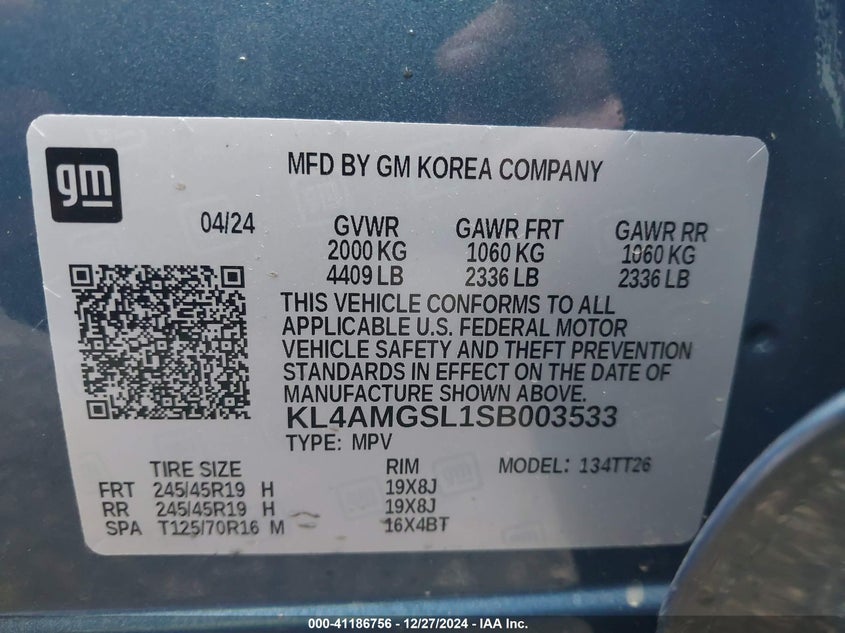 gm
MFD BY GM KOREA COMPANY
04/24 GVWR GAWR FRT GAWR RR
2000 KG 1060 KG 1060 KG
4409 LB 2336 LB 2336 LB
THIS VEHICLE CONFORMS TO ALL
APPLICABLE U.S. FEDERAL MOTOR
VEHICLE SAFETY AND THEFT PREVENTION
STANDARDS IN EFFECT ON THE DATE OF
MANUFACTURE SHOWN ABOVE.
KL4AMGSL1SB003533
TYPE: MPV
TIRE SIZE RIM MODEL: 134TT26
FRT 245/45R19 H 19X8J
RR 245/45R19 H 19X8J
SPA T125/70R16 M 16X4BT
000-41186756 - 12/27/2024 - IAA Inc.